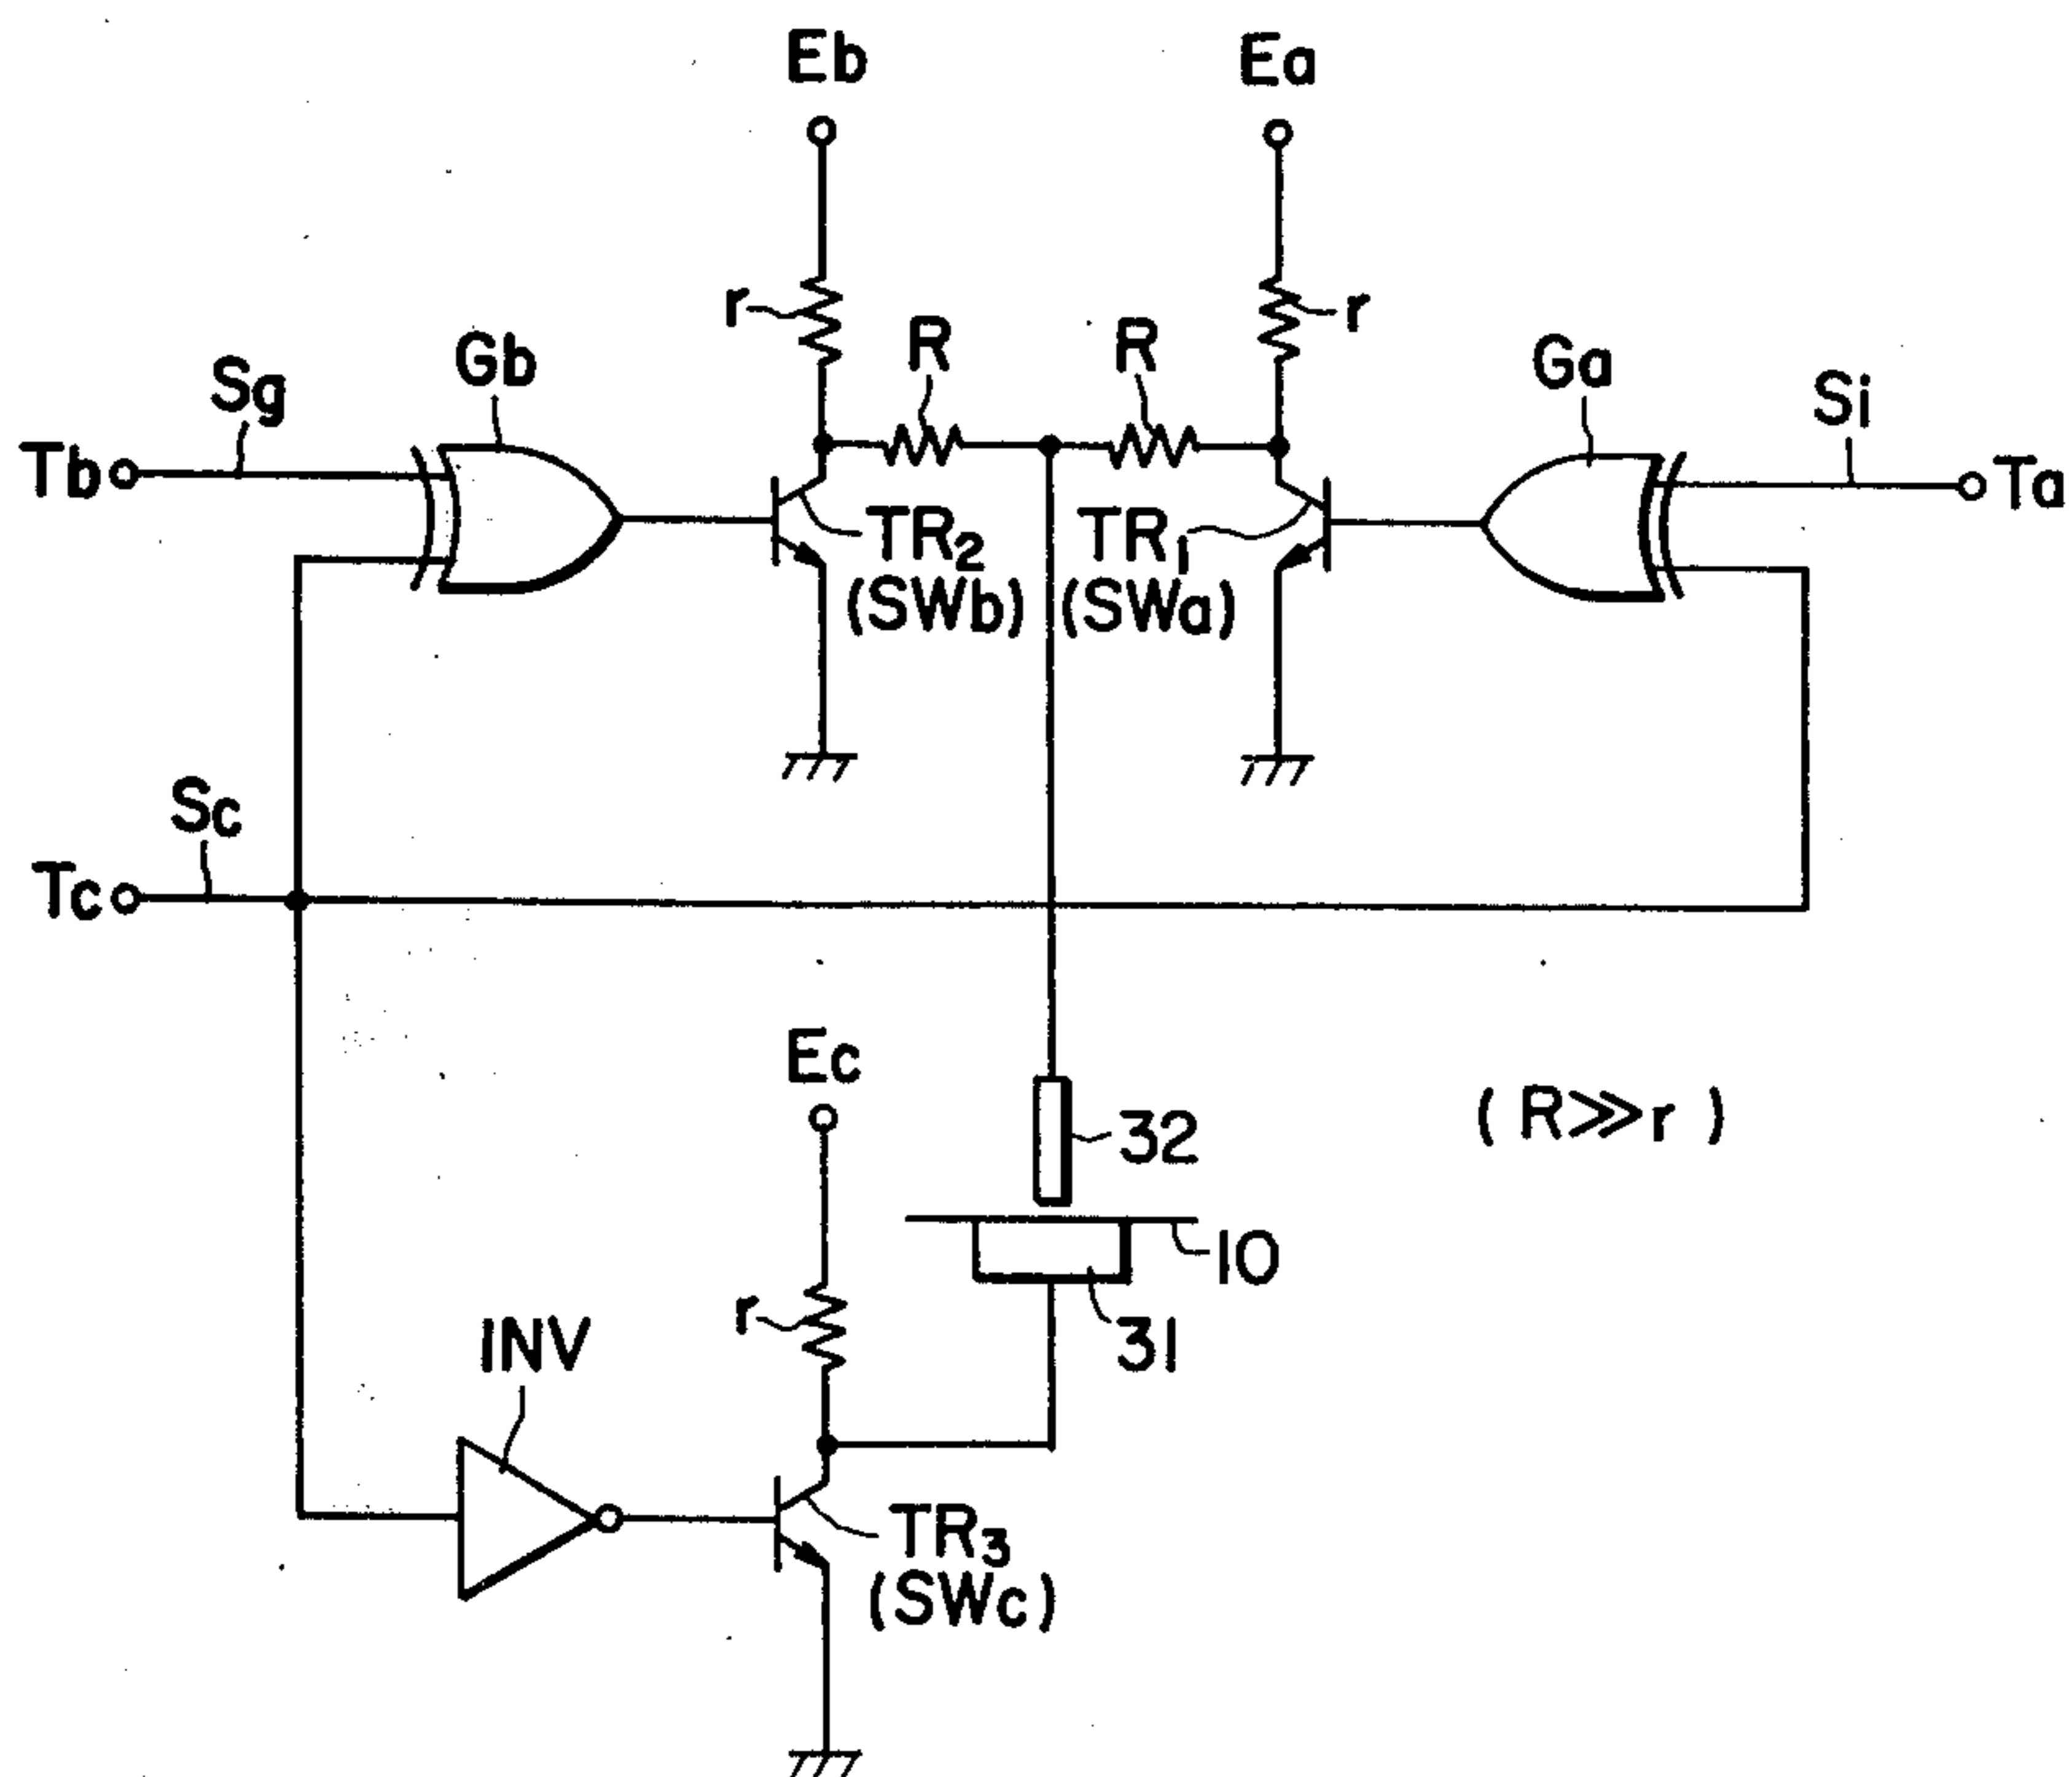 Eb
Ea
r
R
R
r
Sg
Gb
Ga
Si
Tb
Ta
TR2
(SWb)
TR1
(SWa)
Sc
Tc
Ec
32
( R≫r )
10
r
31
INV
TR3
(SWc)